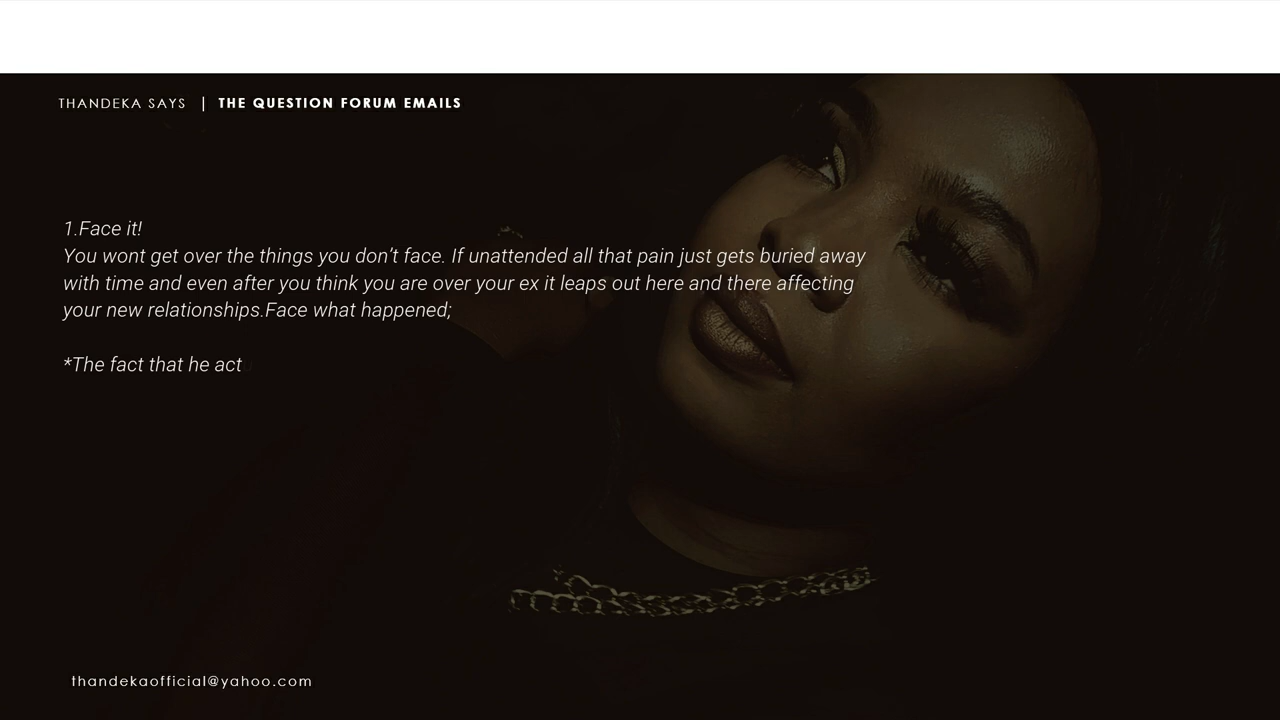 THANDEKA SAYS | THE QUESTION FORUM EMAILS
1.Face it!
You wont get over the things you don’t face. If unattended all that pain just gets buried away
with time and even after you think you are over your ex it leaps out here and there affecting
your new relationships.Face what happened;
*The fact that he act
thandekaofficial@yahoo.com